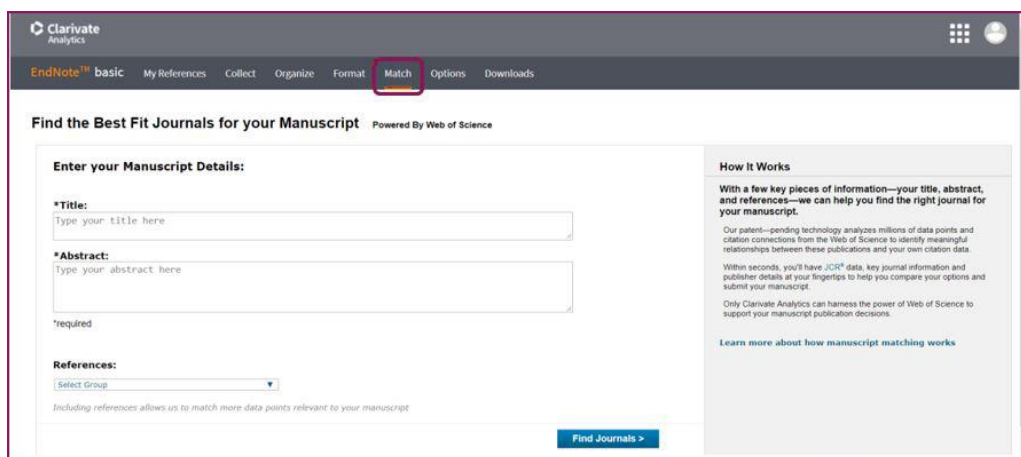 Clarivate
Analytics
EndNote™ basic My References Collect Organize Format Match Options Downloads
Find the Best Fit Journals for your Manuscript Powered By Web of Science
Enter your Manuscript Details:
*Title:
Type your title here
*Abstract:
Type your abstract here
*required
References:
Select Group
Including references allows us to match more data points relevant to your manuscript
Find Journals >
How It Works
With a few key pieces of information—your title, abstract,
and references—we can help you find the right journal for
your manuscript.
Our patent—pending technology analyzes millions of data points and
citation connections from the Web of Science to identify meaningful
relationships between these publications and your own citation data.
Within seconds, you'll have JCR® data, key journal information and
publisher details at your fingertips to help you compare your options and
submit your manuscript.
Only Clarivate Analytics can harness the power of Web of Science to
support your manuscript publication decisions.
Learn more about how manuscript matching works